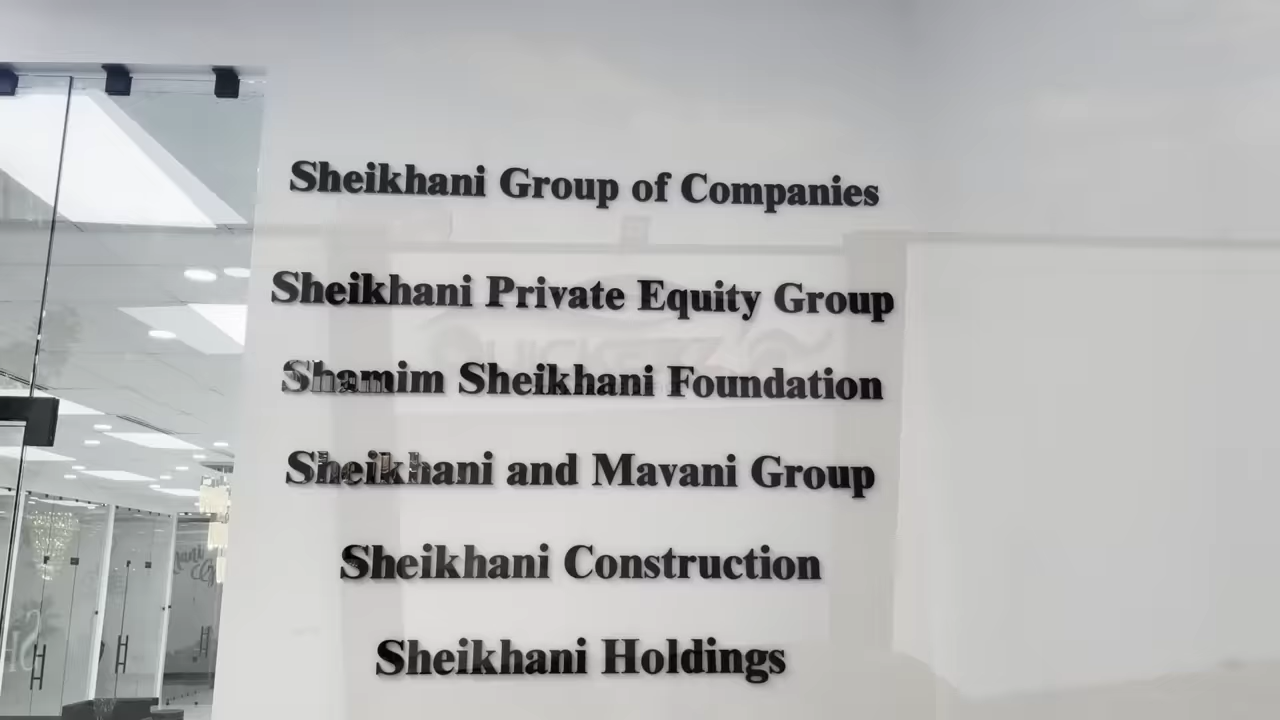 Sheikhani Group of Companies
Sheikhani Private Equity Group
Shamim Sheikhani Foundation
Sheikhani and Mavani Group
Sheikhani Construction
Sheikhani Holdings